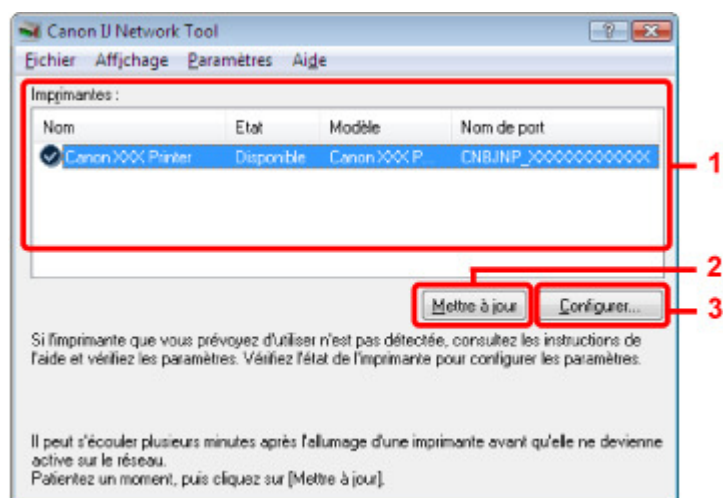 Canon IJ Network Tool
Fichier Affichage Paramètres Aide
Imprimantes :
Nom Etat Modèle Nom de port
Canon XXX Printer Disponible Canon XXX P... CNBJNP_XXXXXXXXXXXX
1
2
Mettre à jour Configurer...
3
Si l'imprimante que vous prévoyez d'utiliser n'est pas détectée, consultez les instructions de
l'aide et vérifiez les paramètres. Vérifiez l'état de l'imprimante pour configurer les paramètres.
Il peut s'écouler plusieurs minutes après l'allumage d'une imprimante avant qu'elle ne devienne
active sur le réseau.
Patientez un moment, puis cliquez sur [Mettre à jour].